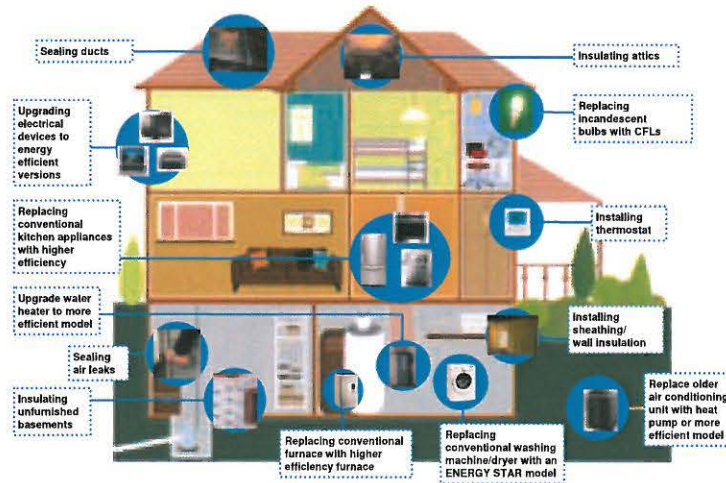 Sealing ducts
Insulating attics
Upgrading
electrical
devices to
energy
efficient
versions
Replacing
incandescent
bulbs with CFLs
Replacing
conventional
kitchen appliances
with higher
efficiency
Installing
thermostat
Upgrade water
heater to more
efficient model
Installing
sheathing/
wall insulation
Sealing
air leaks
Insulating
unfurnished
basements
Replacing conventional
furnace with higher
efficiency furnace
Replacing
conventional washing
machine/dryer with an
ENERGY STAR model
Replace older
air conditioning
unit with heat
pump or more
efficient model